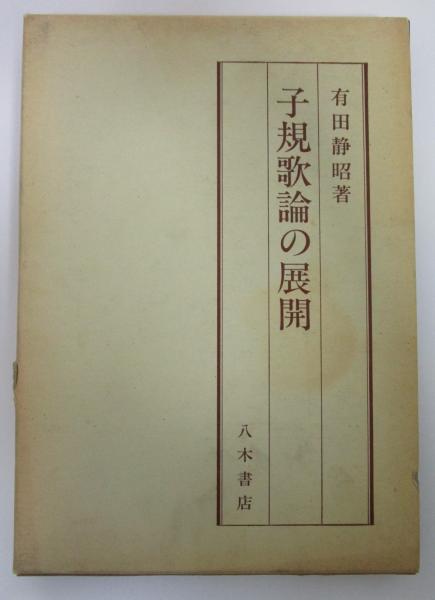 有田静昭著
子規歌論の展開
八木書店